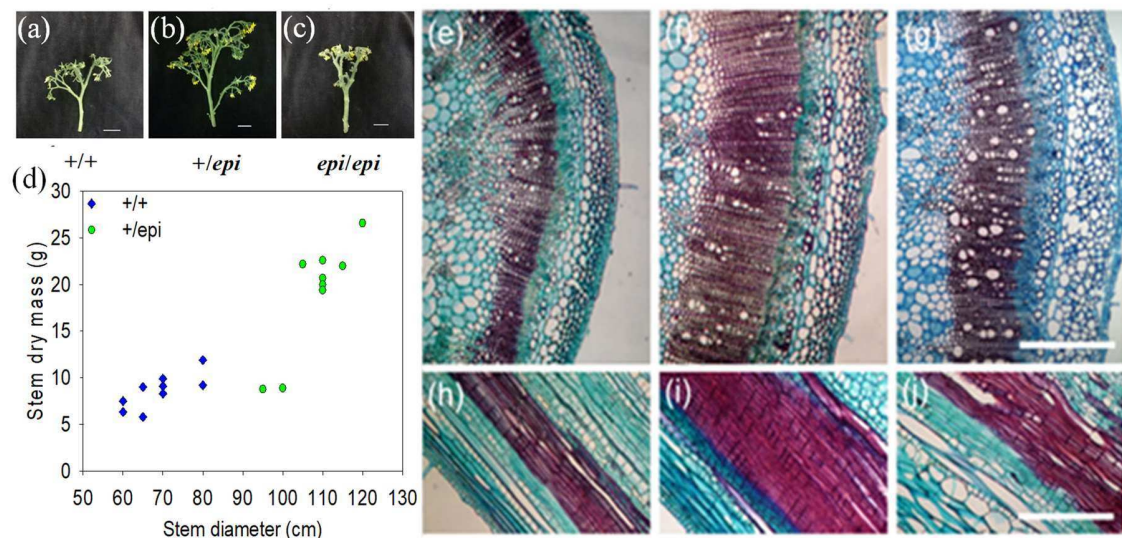 (a)
(b)
(c)
(e)
(f)
(g)
+/+
+/epi
epi/epi
(d)
30
25
20
15
10
5
0
Stem dry mass (g)
+/+
+/epi
50 60 70 80 90 100 110 120 130
Stem diameter (cm)
(h)
(i)
(j)